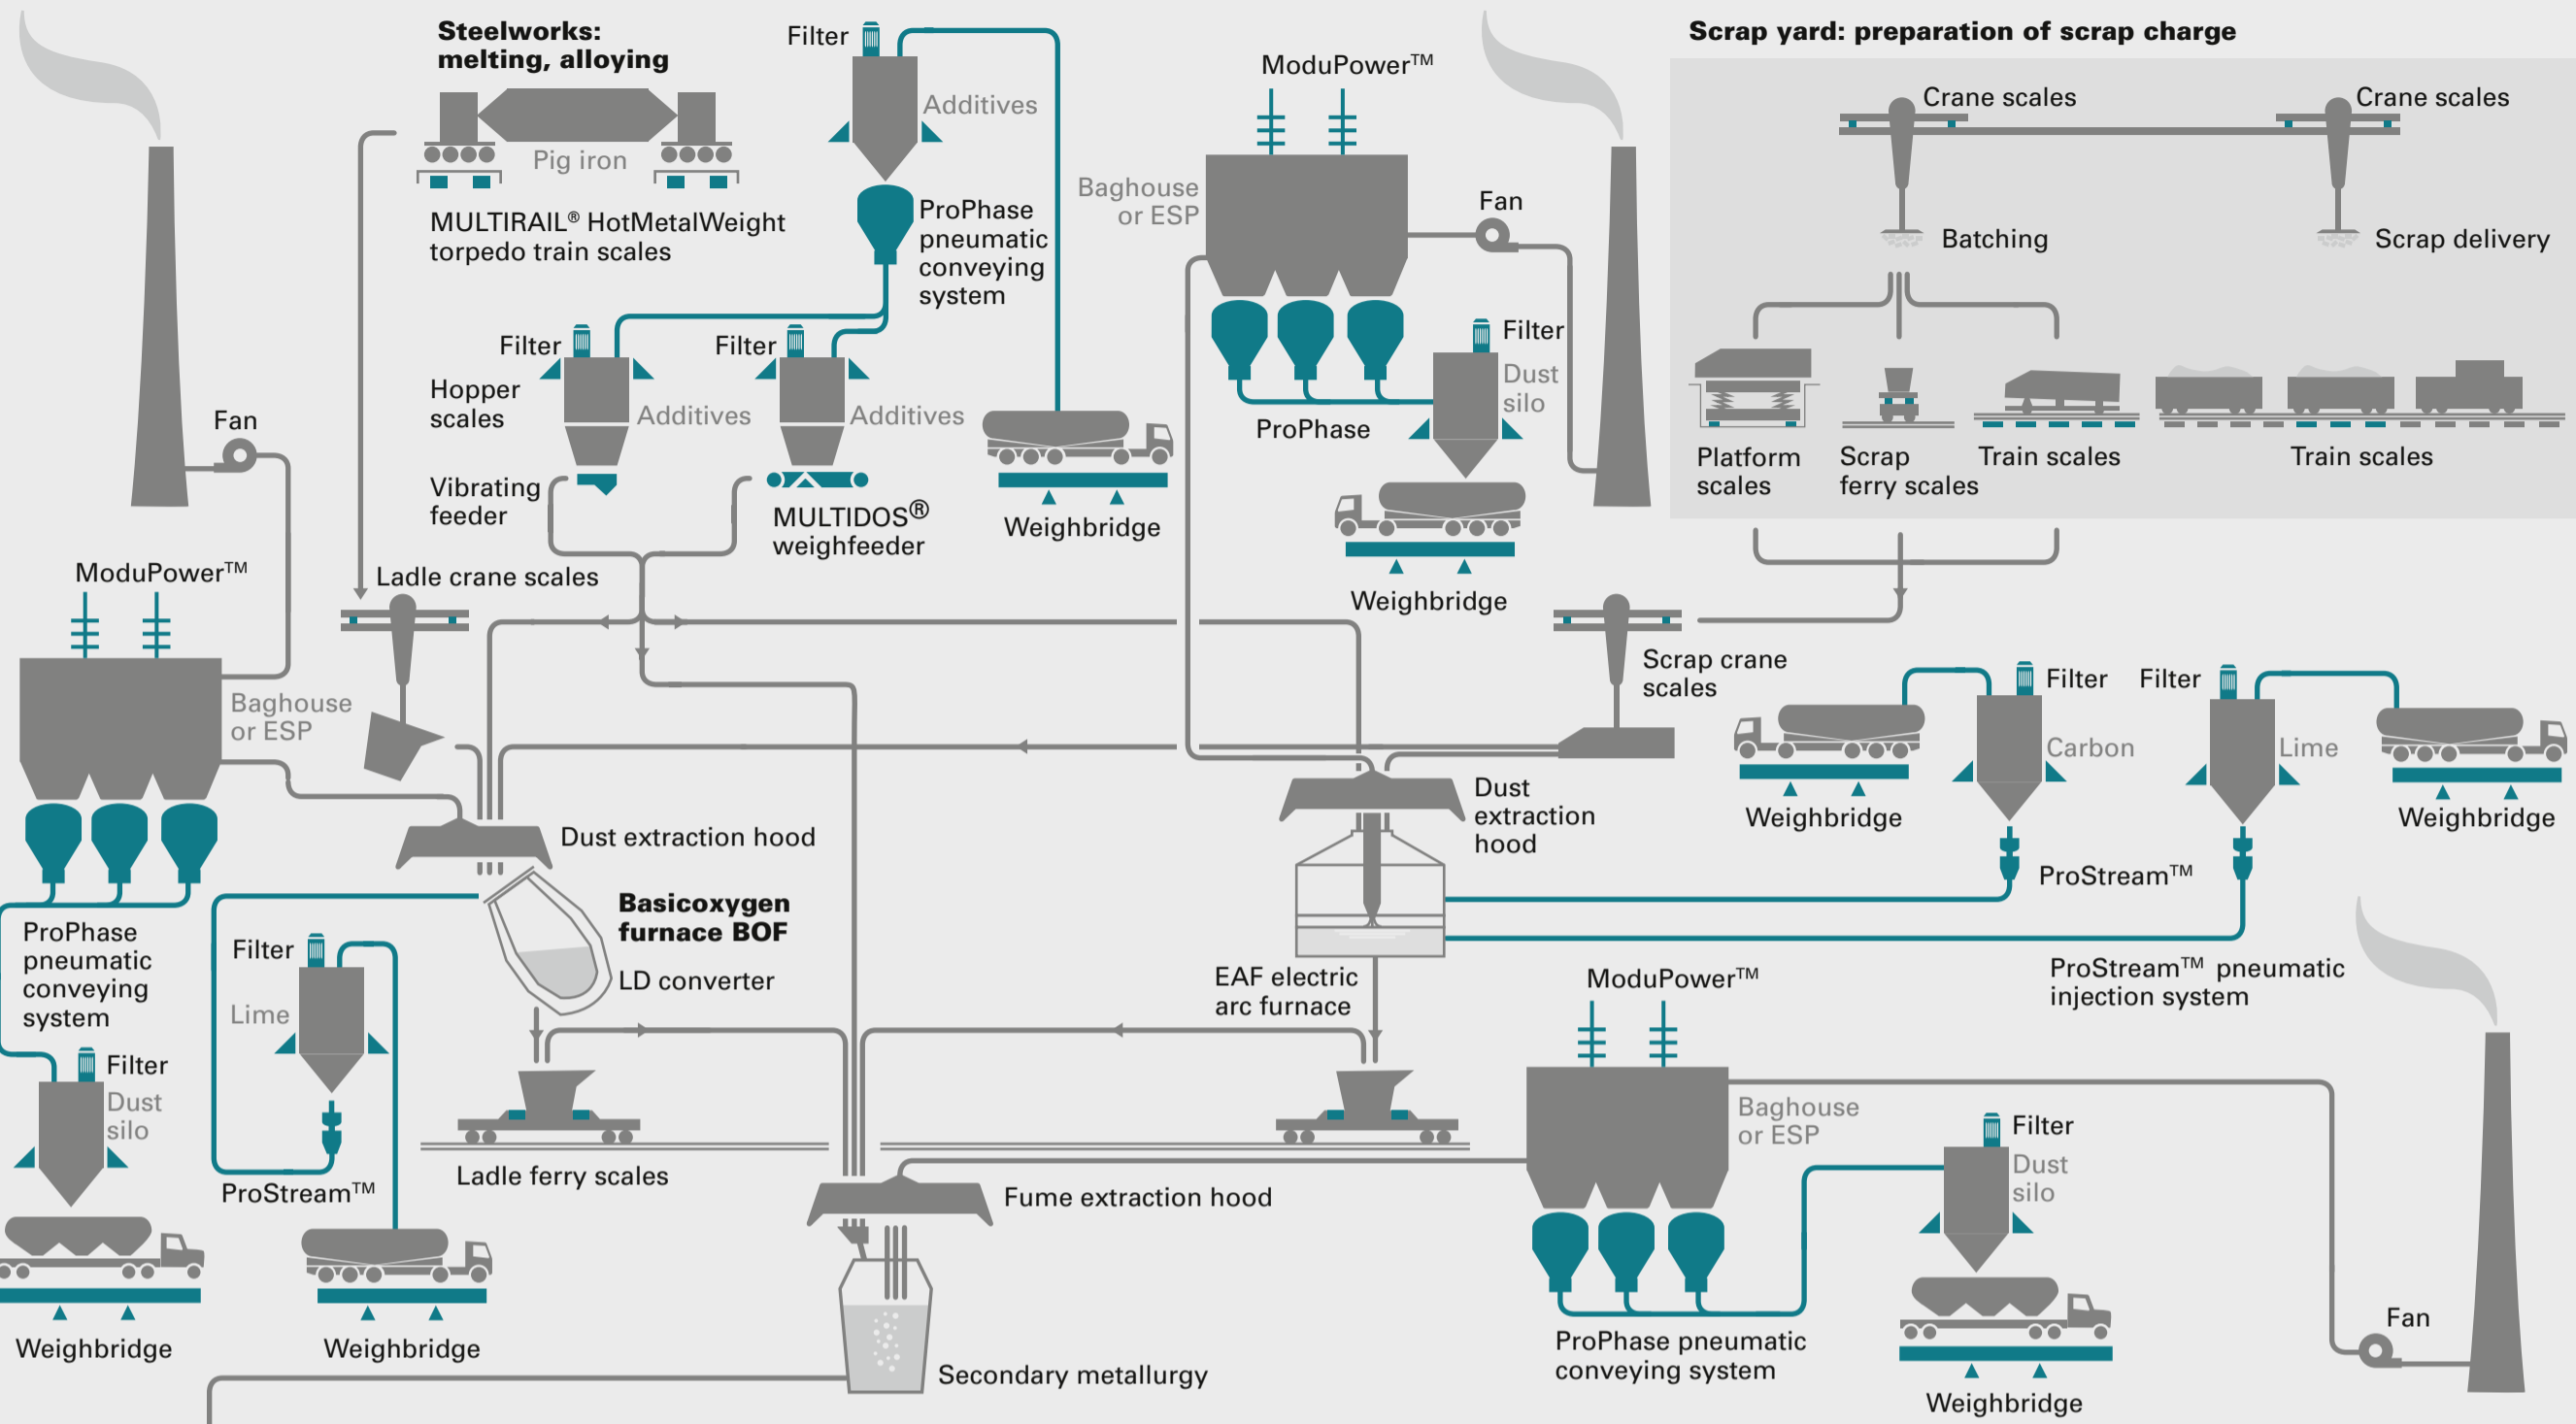 Steelworks:
melting, alloying
Pig iron
MULTIRAIL® HotMetalWeight
torpedo train scales
Filter
Additives
ProPhase
pneumatic
conveying
system
Filter
Filter
Hopper
scales
Additives
Additives
Vibrating
feeder
MULTIDOS®
weighfeeder
Weighbridge
ModuPower™
Baghouse
or ESP
Fan
Filter
Dust
silo
ProPhase
Weighbridge
Scrap yard: preparation of scrap charge
Crane scales
Crane scales
Batching
Scrap delivery
Platform
scales
Scrap
ferry scales
Train scales
Train scales
Fan
ModuPower™
Baghouse
or ESP
Ladle crane scales
Dust extraction hood
Scrap crane
scales
Dust
extraction
hood
Filter
Carbon
Weighbridge
Filter
Lime
Weighbridge
ProStream™
ProStream™ pneumatic
injection system
ProPhase
pneumatic
conveying
system
Filter
Dust
silo
Weighbridge
Filter
Lime
ProStream™
Weighbridge
Basicoxygen
furnace BOF
LD converter
Ladle ferry scales
EAF electric
arc furnace
Fume extraction hood
Secondary metallurgy
ModuPower™
Baghouse
or ESP
Filter
Dust
silo
ProPhase pneumatic
conveying system
Weighbridge
Fan